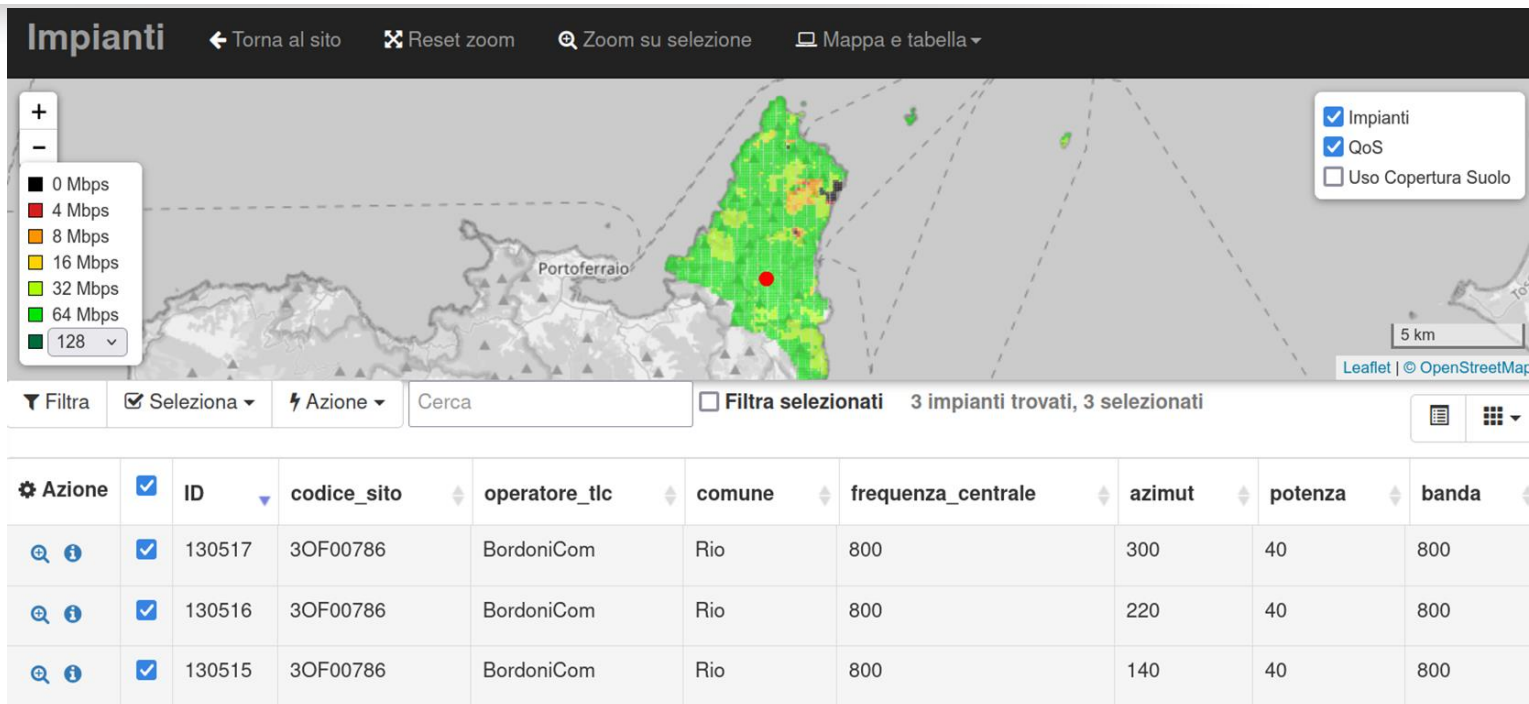 Impianti Torna al sito Reset zoom Zoom su selezione Mappa e tabella
+
−
0 Mbps
4 Mbps
8 Mbps
16 Mbps
32 Mbps
64 Mbps
128
Portoferraio
Impianti
QoS
Uso Copertura Suolo
5 km
Leaflet | © OpenStreetMap
Filtra Seleziona Azione Cerca Filtra selezionati 3 impianti trovati, 3 selezionati
Azione ID codice_sito operatore_tlc comune frequenza_centrale azimut potenza banda
130517 3OF00786 BordoniCom Rio 800 300 40 800
130516 3OF00786 BordoniCom Rio 800 220 40 800
130515 3OF00786 BordoniCom Rio 800 140 40 800